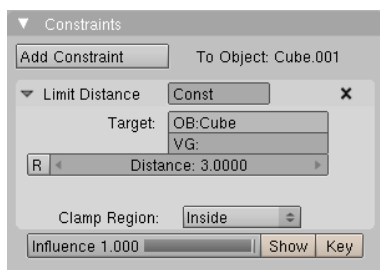 Constraints
Add Constraint To Object: Cube.001
Limit Distance Const
Target: OB:Cube
VG:
R Distance: 3.0000
Clamp Region: Inside
Influence 1.000 Show Key